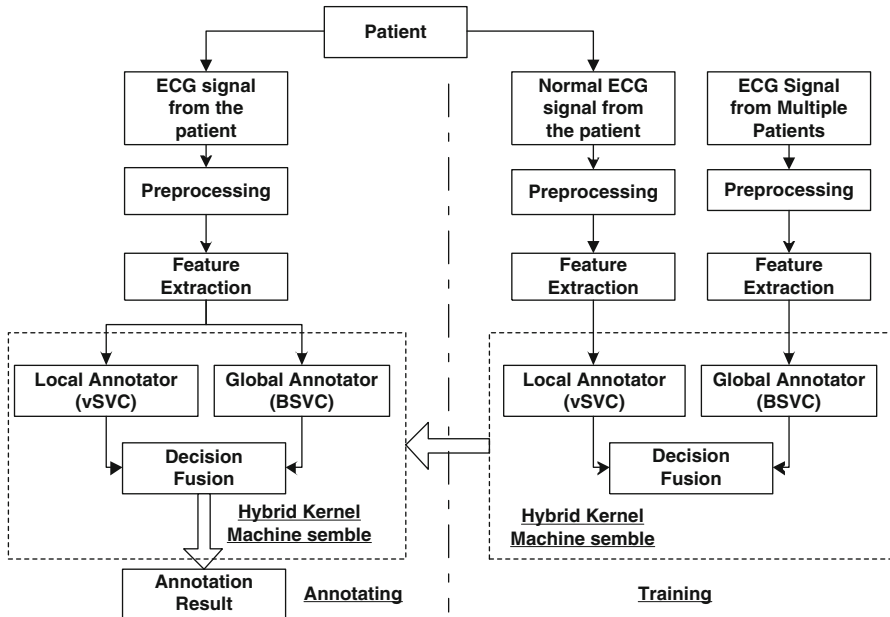 Patient
ECG signal
from the
patient
Normal ECG
signal from
the patient
ECG Signal
from Multiple
Patients
Preprocessing
Preprocessing
Preprocessing
Feature
Extraction
Feature
Extraction
Feature
Extraction
Local Annotator
(vSVC)
Global Annotator
(BSVC)
Local Annotator
(vSVC)
Global Annotator
(BSVC)
Decision
Fusion
Decision
Fusion
Hybrid Kernel
Machine semble
Hybrid Kernel
Machine semble
Annotation
Result
Annotating
Training